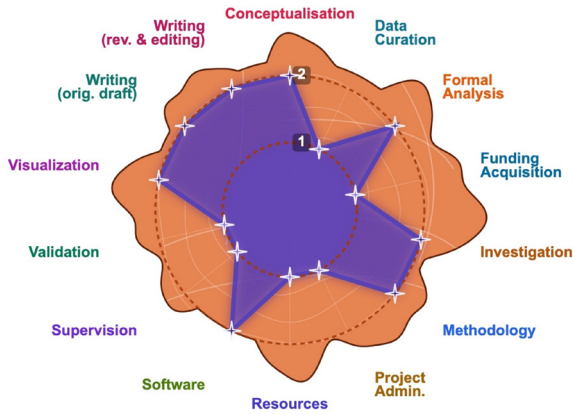 Conceptualisation
Writing
(rev. & editing)
Data
Curation
Writing
(orig. draft)
Formal
Analysis
2
1
Visualization
Funding
Acquisition
Validation
Investigation
Supervision
Methodology
Software
Project
Admin.
Resources